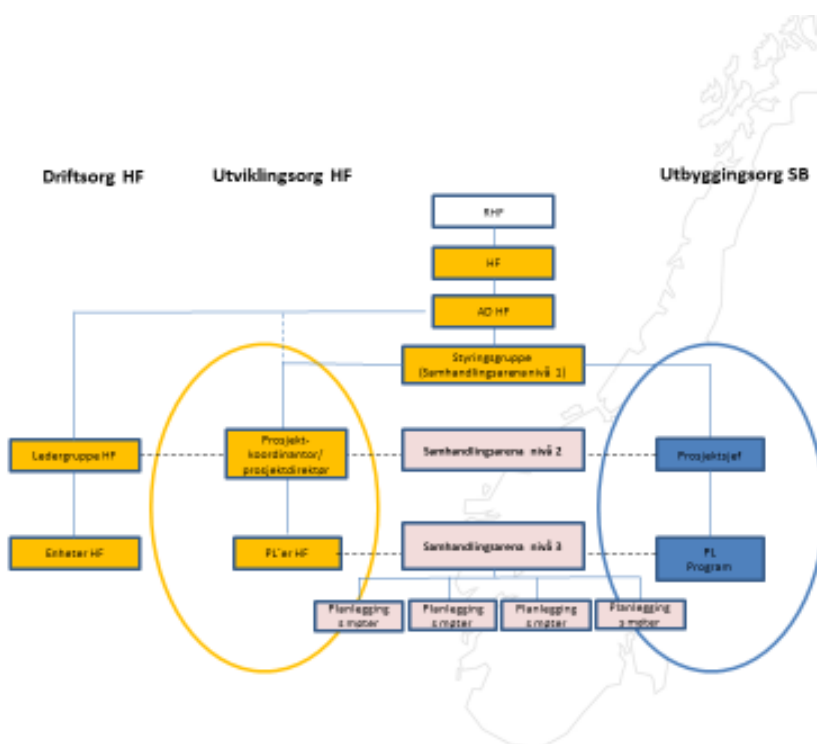 Driftsorg HF
Utviklingsorg HF
Utbyggingsorg SB
RHF
HF
AD HF
Styringsgruppe
(Samhandlingsarena nivå 1)
Ledergruppe HF
Prosjekt-
koordinantor/
prosjektdirektør
Samhandlingsarena nivå 2
Prosjektsjef
Enheter HF
PL'er HF
Samhandlingsarena nivå 3
PL
Program
Planlegging
s møter
Planlegging
s møter
Planlegging
s møter
Planlegging
s møter